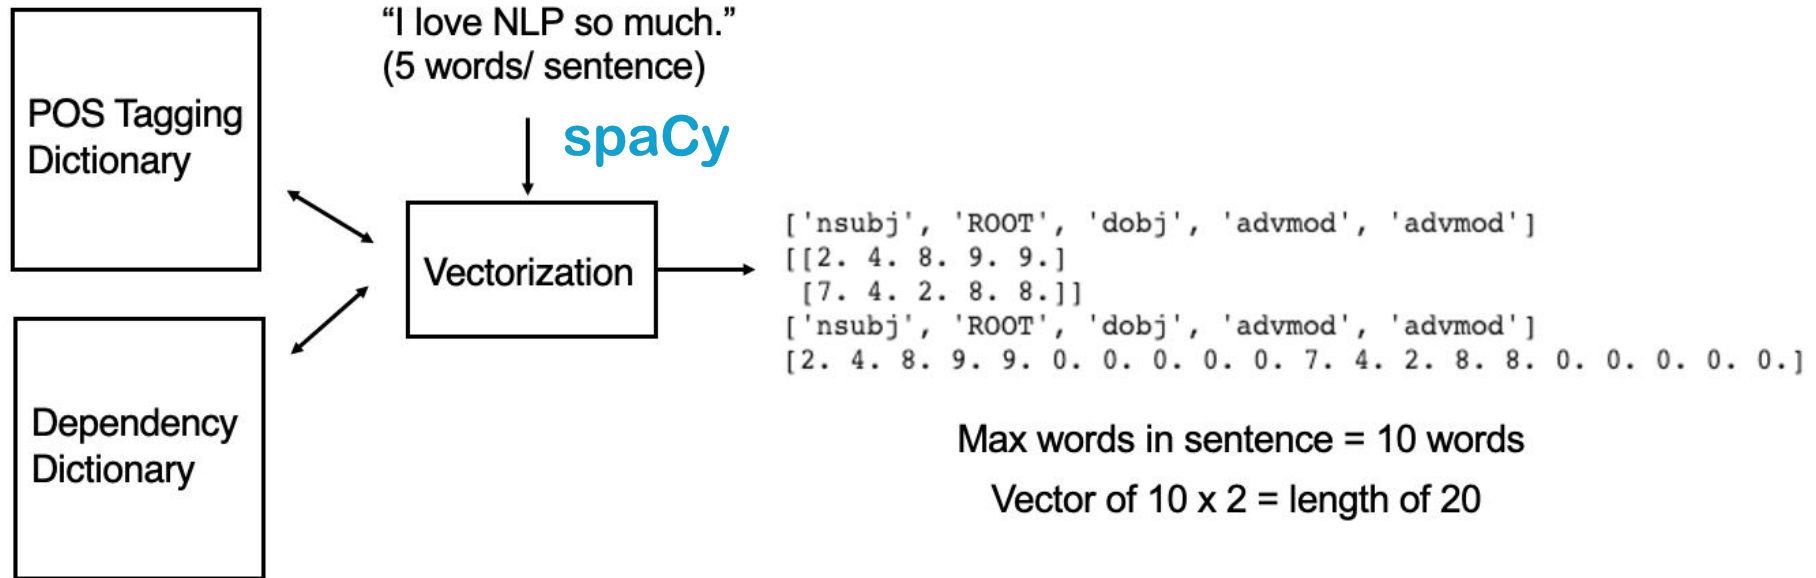 POS Tagging
Dictionary
“I love NLP so much.”
(5 words/ sentence)
spaCy
Vectorization
Dependency
Dictionary
['nsubj', 'ROOT', 'dobj', 'advmod', 'advmod']
[[2. 4. 8. 9. 9.]
[7. 4. 2. 8. 8.]]
['nsubj', 'ROOT', 'dobj', 'advmod', 'advmod']
[2. 4. 8. 9. 9. 0. 0. 0. 0. 0. 7. 4. 2. 8. 8. 0. 0. 0. 0. 0.]
Max words in sentence = 10 words
Vector of 10 x 2 = length of 20